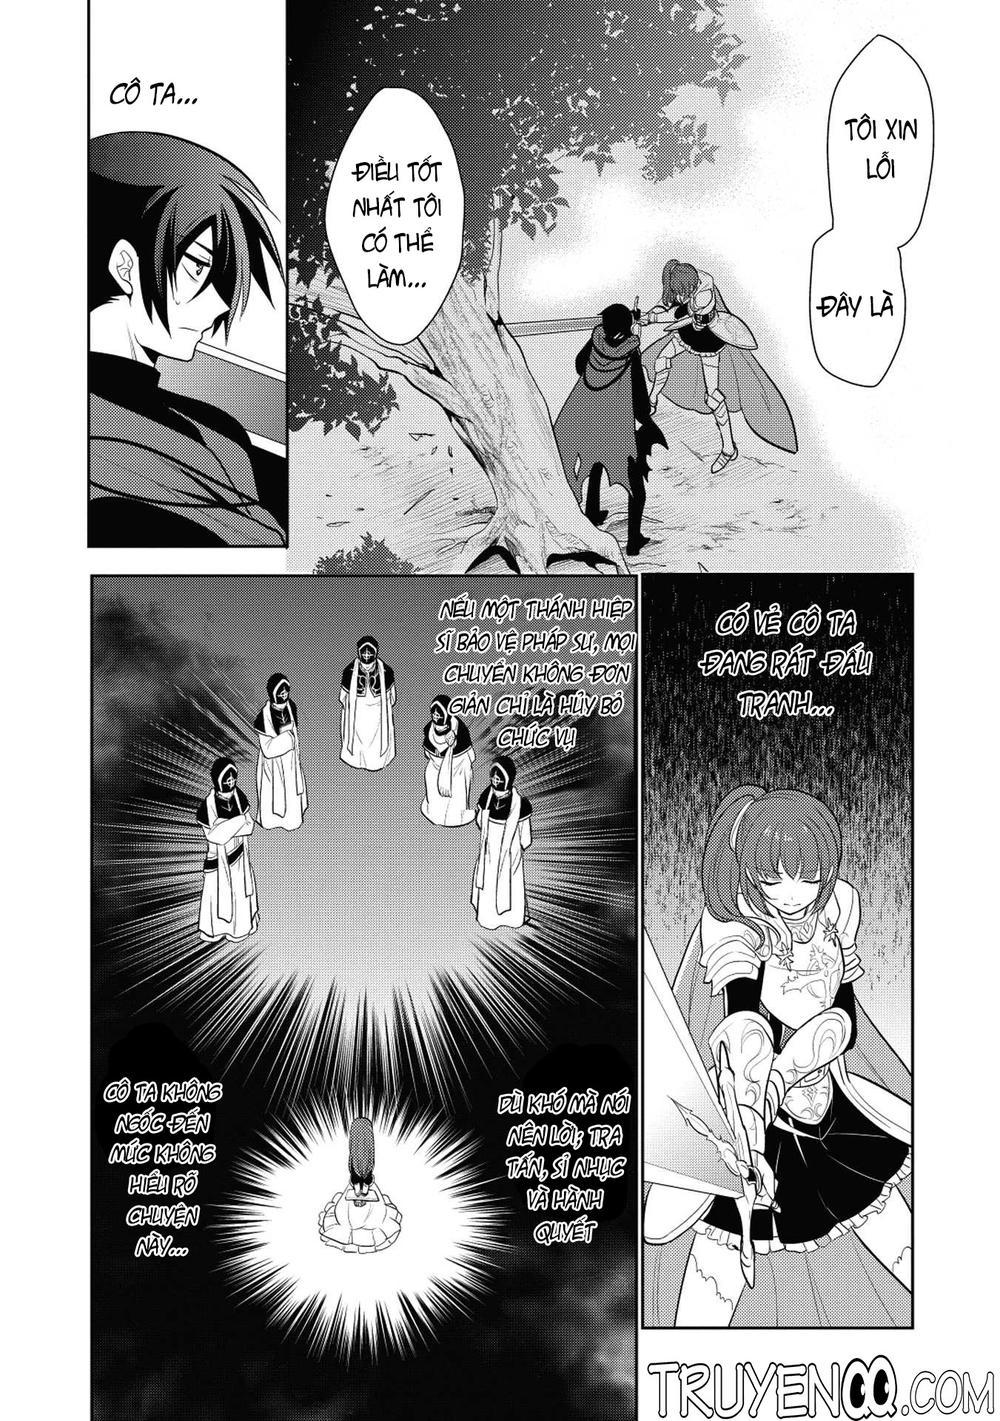 TÔI XIN
LỖI
ĐÂY LÀ
ĐIỀU TỐT
NHẤT TÔI
CÓ THỂ
LÀM...
CÔ TA...
CÓ VẺ CÔ TA
ĐANG RẤT ĐẤU
TRANH...
NẾU MỘT THÁNH HIỆP
SĨ BẢO VỆ PHÁP SƯ, MỌI
CHUYỂN KHÔNG ĐƠN
GIẢN CHỈ LÀ HỦY BỎ
CHỨC VỤ
DÙ KHÓ MÀ NÓI
NÊN LỜI; TRA
TẤN, SỈ NHỤC
VÀ HÀNH
QUYẾT
CÔ TA KHÔNG
NGỐC ĐẾN
MỨC KHÔNG
HIỂU RÕ
CHUYỆN
NÀY...
TRUYENQQ.COM